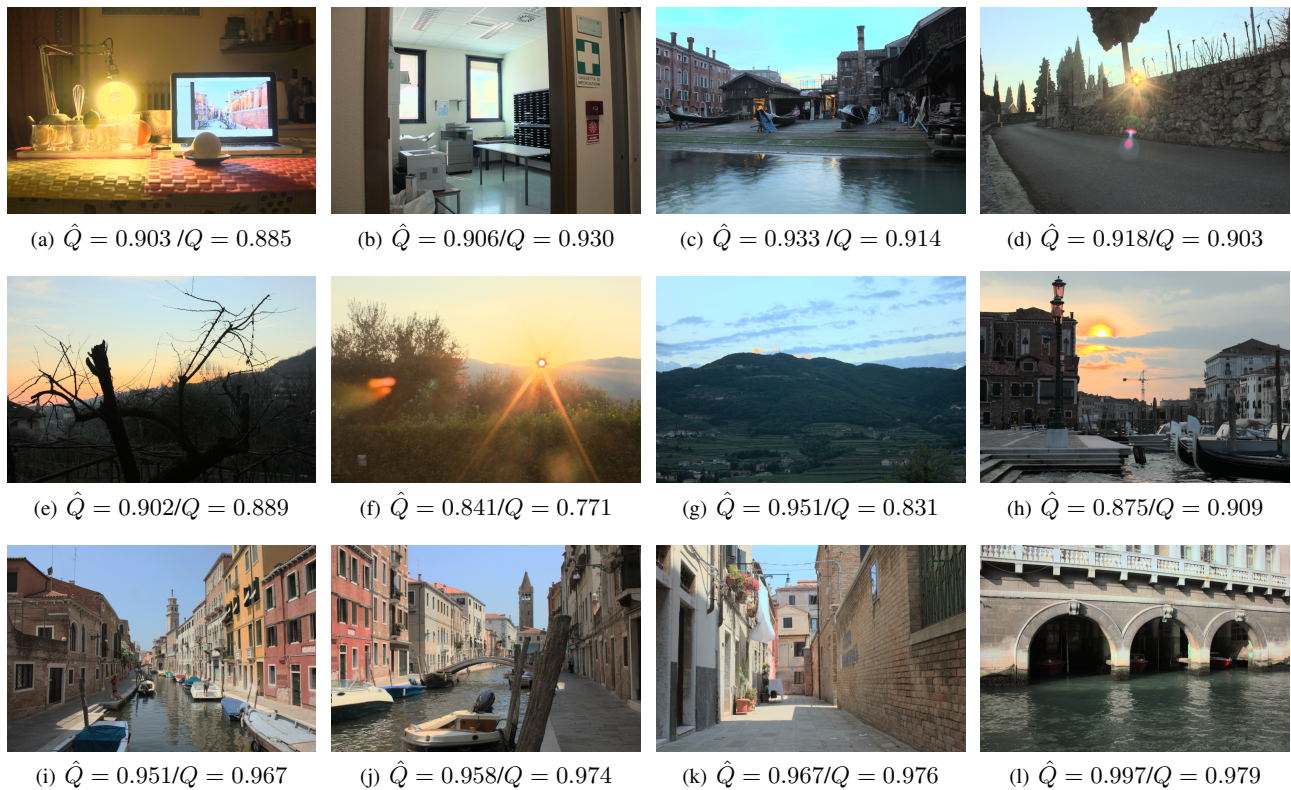 (a) Q̂ = 0.903 /Q = 0.885
(b) Q̂ = 0.906/Q = 0.930
(c) Q̂ = 0.933 /Q = 0.914
(d) Q̂ = 0.918/Q = 0.903
(e) Q̂ = 0.902/Q = 0.889
(f) Q̂ = 0.841/Q = 0.771
(g) Q̂ = 0.951/Q = 0.831
(h) Q̂ = 0.875/Q = 0.909
(i) Q̂ = 0.951/Q = 0.967
(j) Q̂ = 0.958/Q = 0.974
(k) Q̂ = 0.967/Q = 0.976
(l) Q̂ = 0.997/Q = 0.979